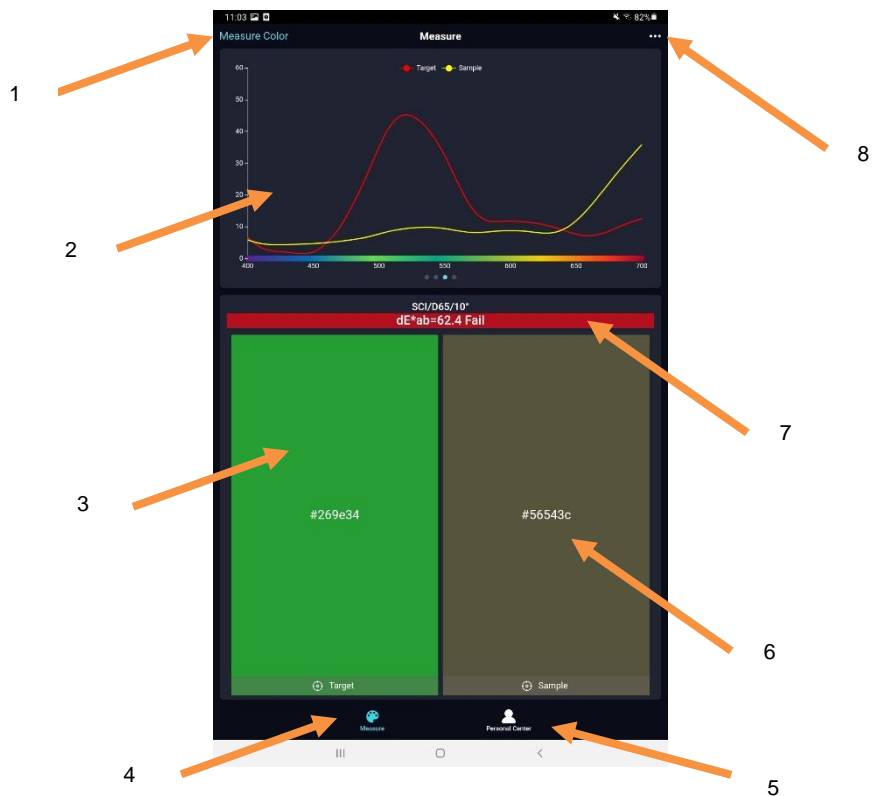 11:03 82%
Measure Color Measure
1
8
Target Sample
60
50
40
30
20
10
0
400 450 500 550 600 650 700
2
SCI/D65/10°
dE*ab=62.4 Fail
7
3
#269e34 #56543c
6
Target Sample
Measure Personal Center
4
5